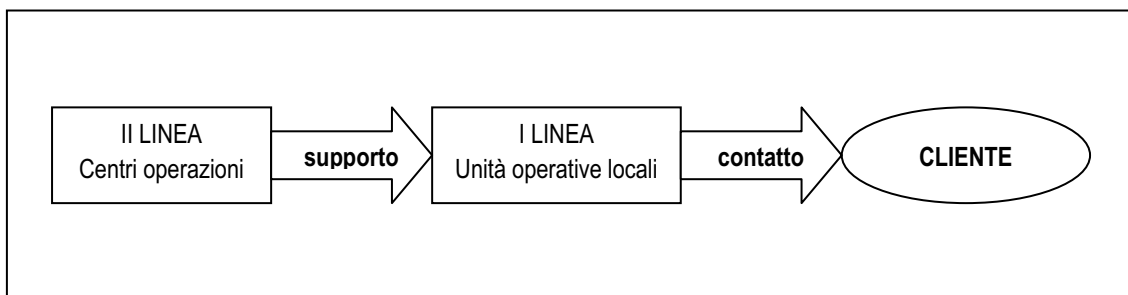 II LINEA
Centri operazioni
supporto
I LINEA
Unità operative locali
contatto
CLIENTE